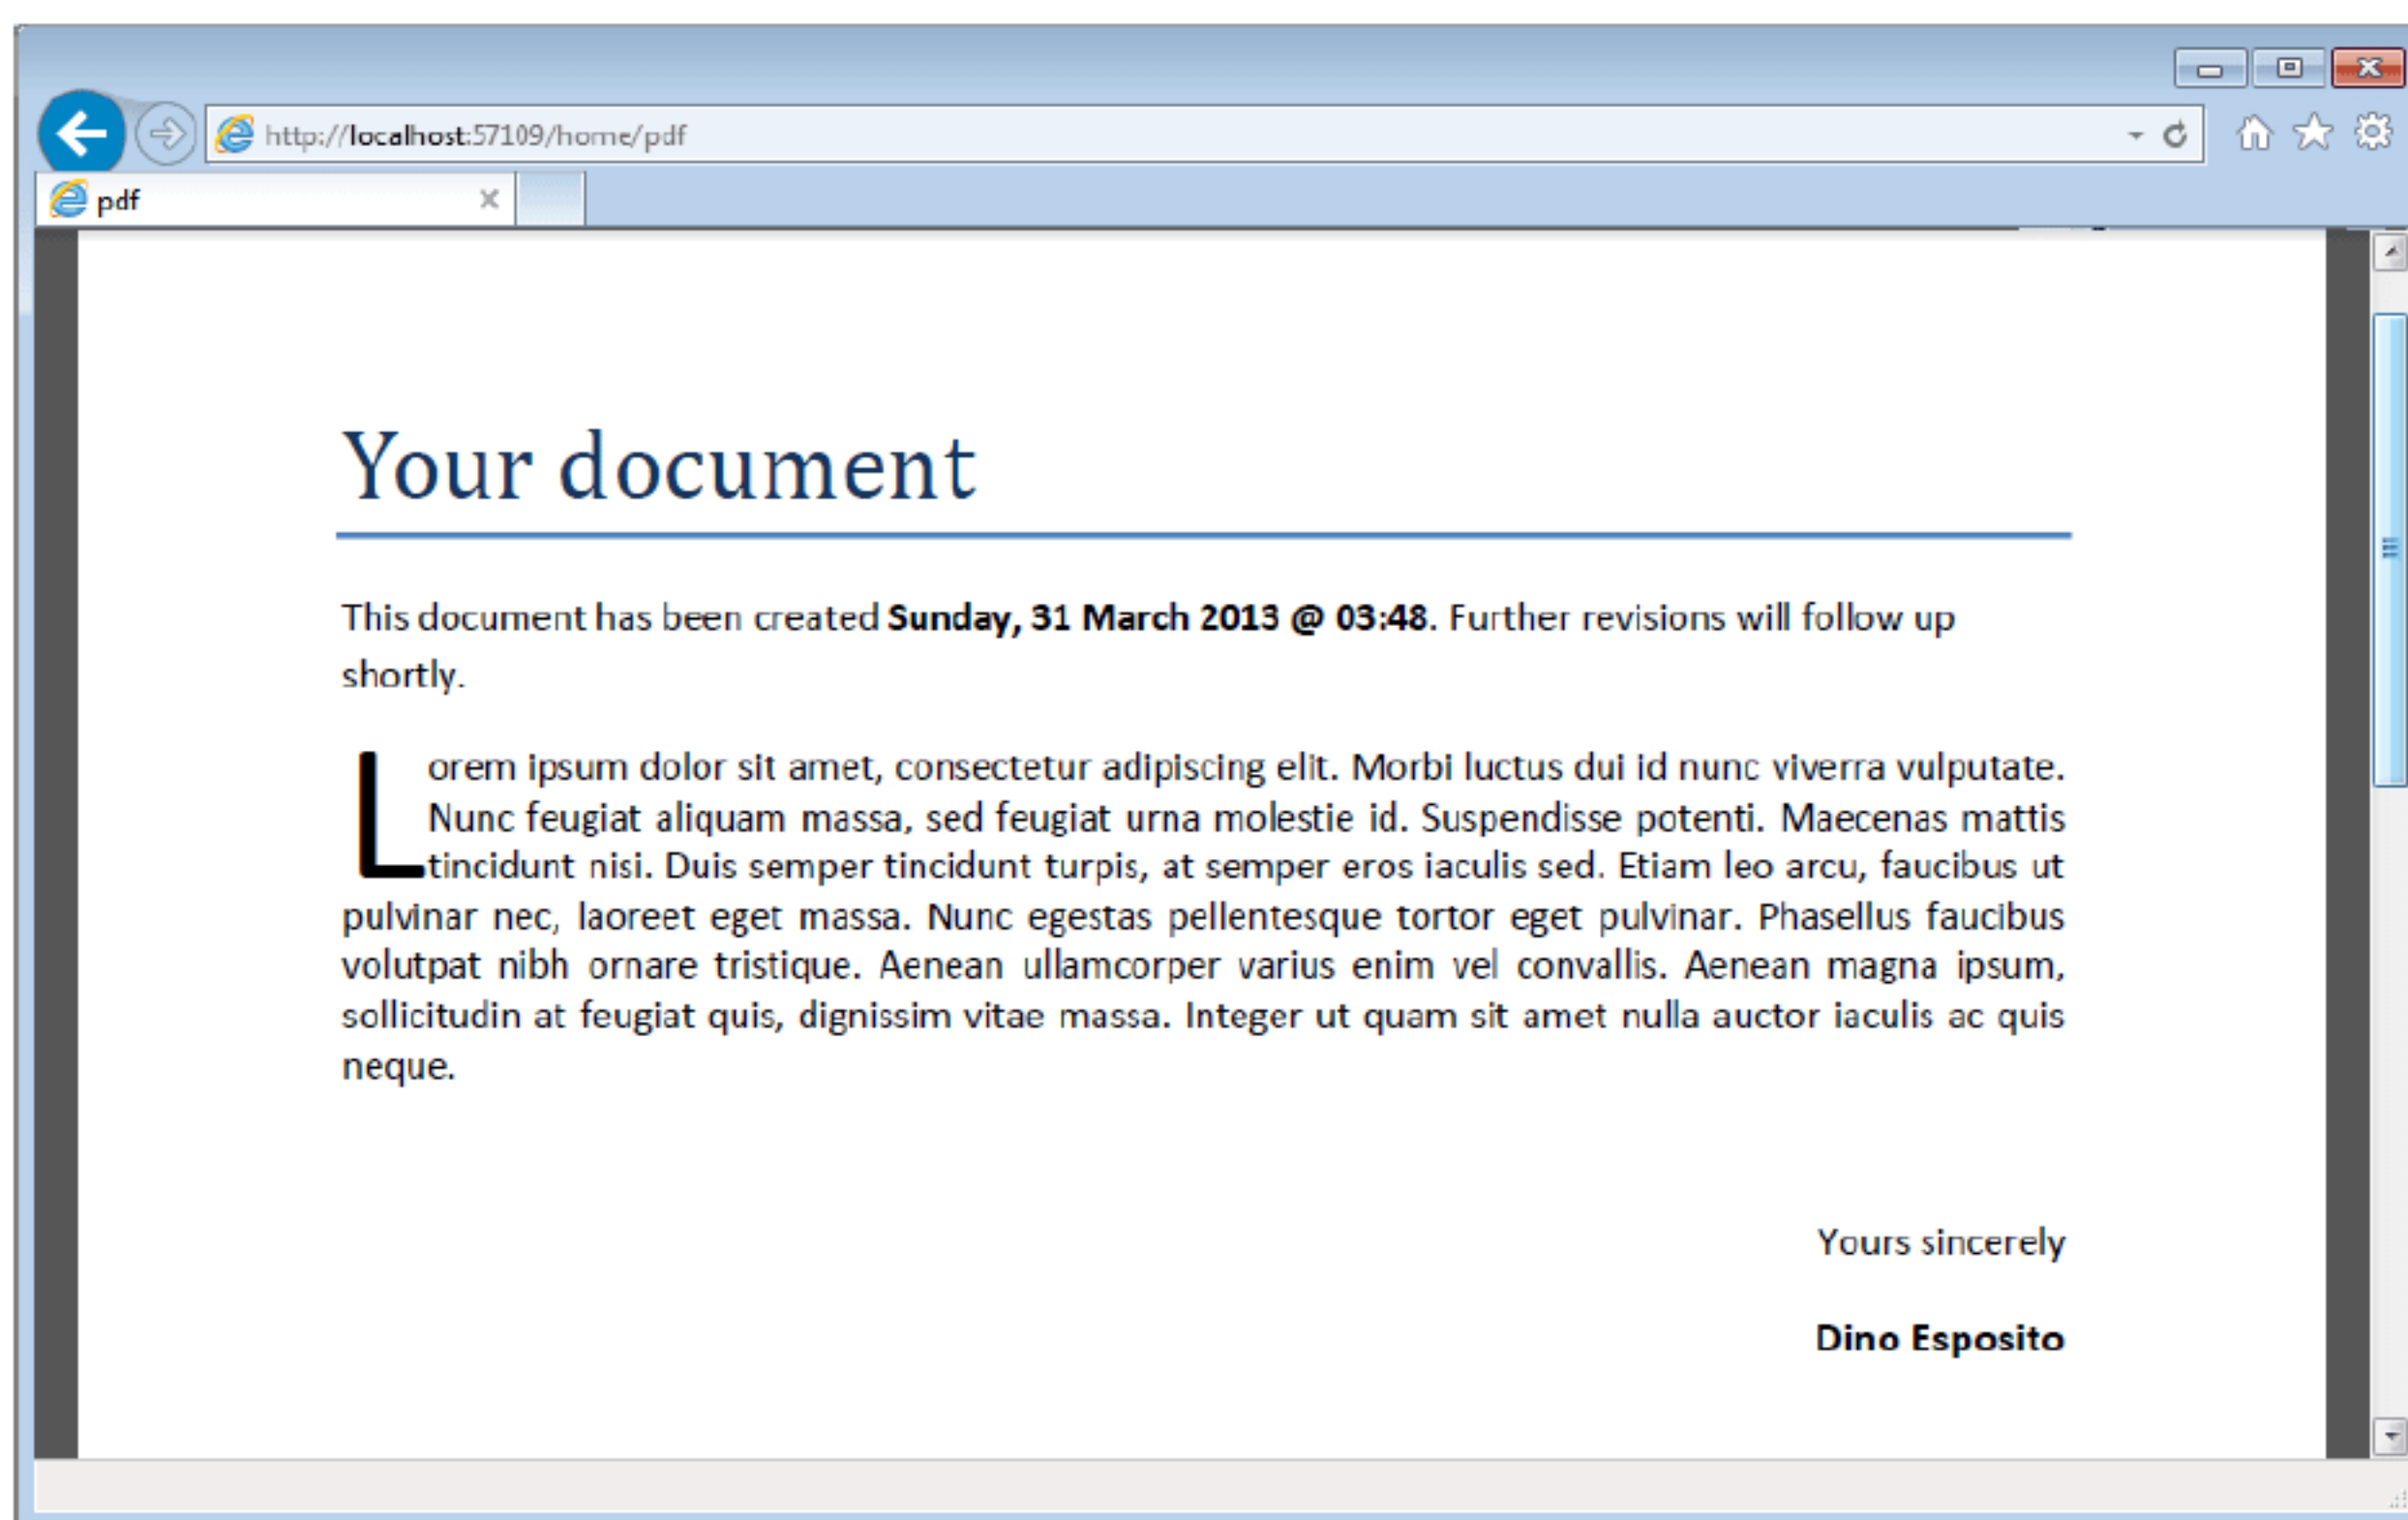 http://localhost:57109/home/pdf
pdf
Your document
This document has been created Sunday, 31 March 2013 @ 03:48. Further revisions will follow up
shortly.
Lorem ipsum dolor sit amet, consectetur adipiscing elit. Morbi luctus dui id nunc viverra vulputate.
Nunc feugiat aliquam massa, sed feugiat urna molestie id. Suspendisse potenti. Maecenas mattis
tincidunt nisi. Duis semper tincidunt turpis, at semper eros iaculis sed. Etiam leo arcu, faucibus ut
pulvinar nec, laoreet eget massa. Nunc egestas pellentesque tortor eget pulvinar. Phasellus faucibus
volutpat nibh ornare tristique. Aenean ullamcorper varius enim vel convallis. Aenean magna ipsum,
sollicitudin at feugiat quis, dignissim vitae massa. Integer ut quam sit amet nulla auctor iaculis ac quis
neque.
Yours sincerely
Dino Esposito